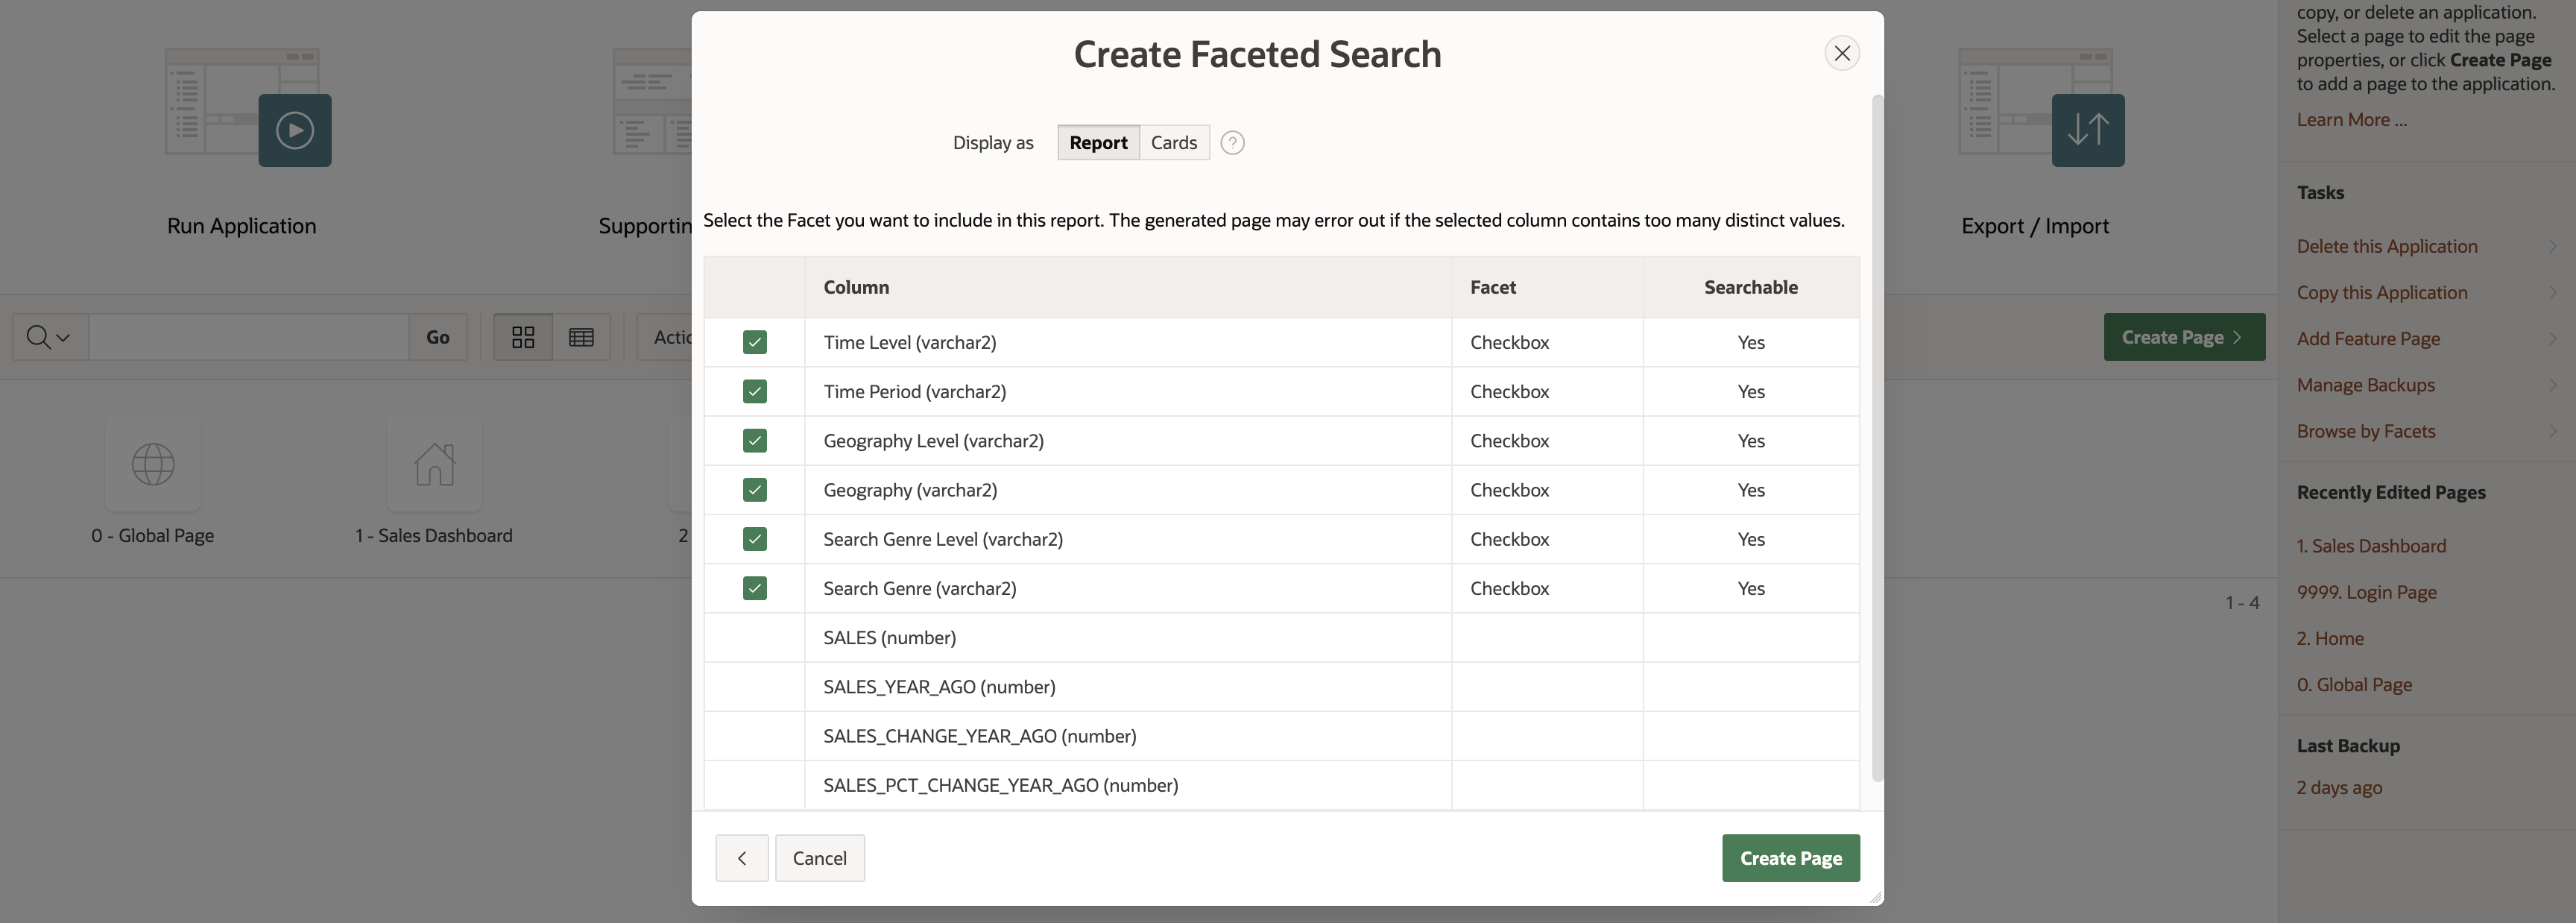 Create Faceted Search
Display as Report Cards ?
Select the Facet you want to include in this report. The generated page may error out if the selected column contains too many distinct values.
Column Facet Searchable
Time Level (varchar2) Checkbox Yes
Time Period (varchar2) Checkbox Yes
Geography Level (varchar2) Checkbox Yes
Geography (varchar2) Checkbox Yes
Search Genre Level (varchar2) Checkbox Yes
Search Genre (varchar2) Checkbox Yes
SALES (number)
SALES_YEAR_AGO (number)
SALES_CHANGE_YEAR_AGO (number)
SALES_PCT_CHANGE_YEAR_AGO (number)
Cancel Create Page
Run Application
Supportin
Export / Import
Go
Actic
Create Page
0 - Global Page
1 - Sales Dashboard
2
1 - 4
copy, or delete an application.
Select a page to edit the page
properties, or click Create Page
to add a page to the application.
Learn More ...
Tasks
Delete this Application
Copy this Application
Add Feature Page
Manage Backups
Browse by Facets
Recently Edited Pages
1. Sales Dashboard
9999. Login Page
2. Home
0. Global Page
Last Backup
2 days ago